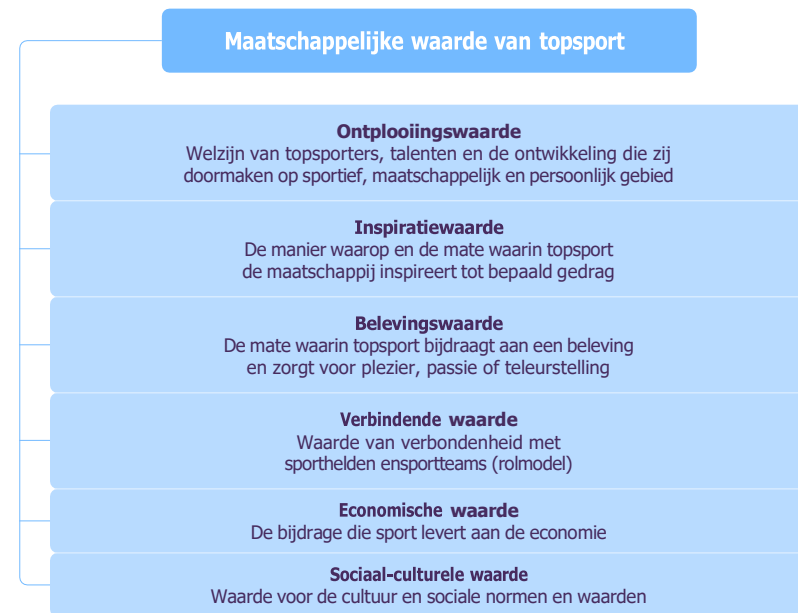 Maatschappelijke waarde van topsport
Ontplooiingswaarde
Welzijn van topsporters, talenten en de ontwikkeling die zij
doormaken op sportief, maatschappelijk en persoonlijk gebied
Inspiratiewaarde
De manier waarop en de mate waarin topsport
de maatschappij inspireert tot bepaald gedrag
Belevingswaarde
De mate waarin topsport bijdraagt aan een beleving
en zorgt voor plezier, passie of teleurstelling
Verbindende waarde
Waarde van verbondenheid met
sporthelden ensportteams (rolmodel)
Economische waarde
De bijdrage die sport levert aan de economie
Sociaal-culturele waarde
Waarde voor de cultuur en sociale normen en waarden